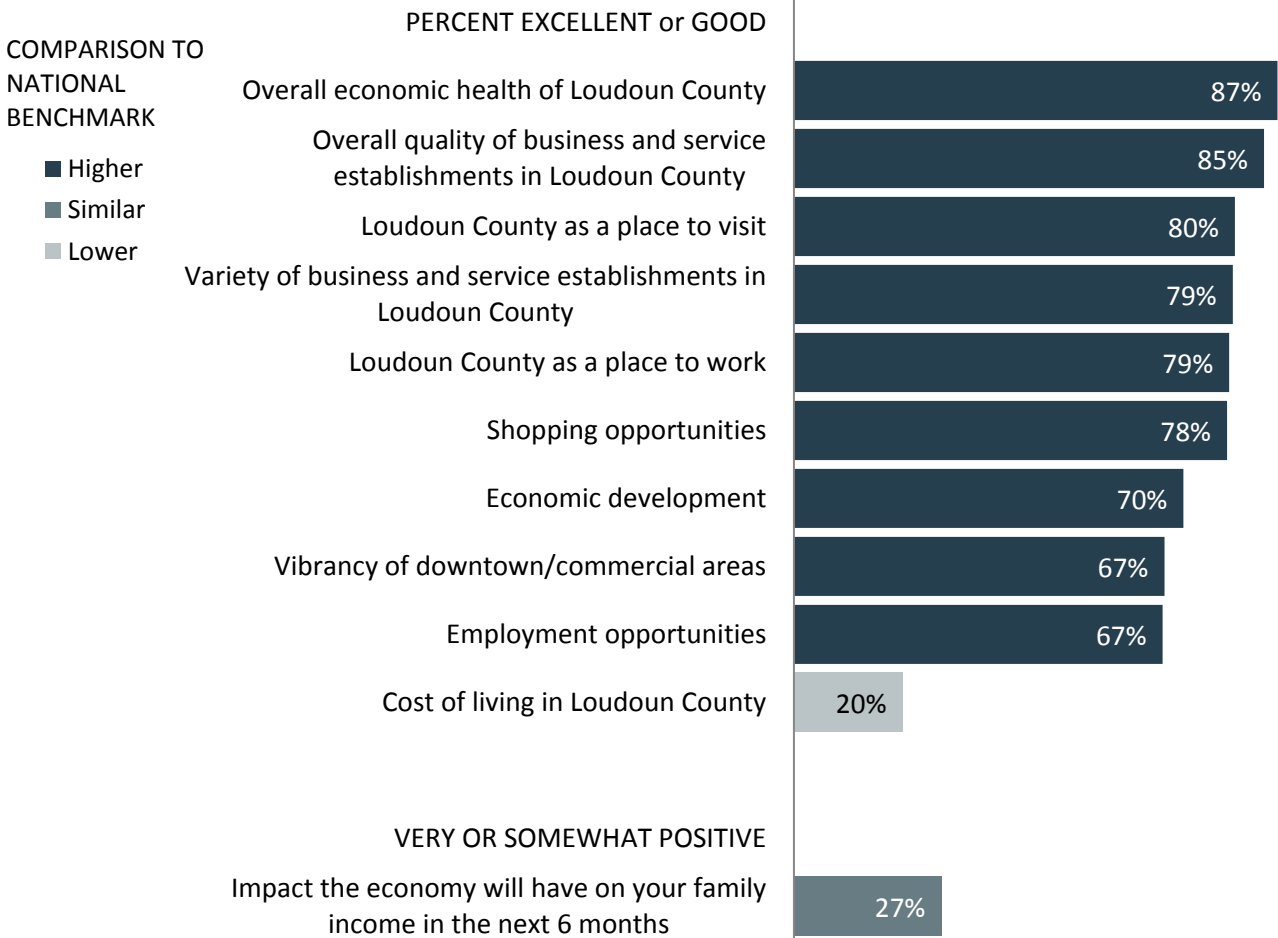 PERCENT EXCELLENT or GOOD
COMPARISON TO
NATIONAL
BENCHMARK
Higher
Similar
Lower
Overall economic health of Loudoun County
87%
Overall quality of business and service
establishments in Loudoun County
85%
Loudoun County as a place to visit
80%
Variety of business and service establishments in
Loudoun County
79%
Loudoun County as a place to work
79%
Shopping opportunities
78%
Economic development
70%
Vibrancy of downtown/commercial areas
67%
Employment opportunities
67%
Cost of living in Loudoun County
20%
VERY OR SOMEWHAT POSITIVE
Impact the economy will have on your family
income in the next 6 months
27%